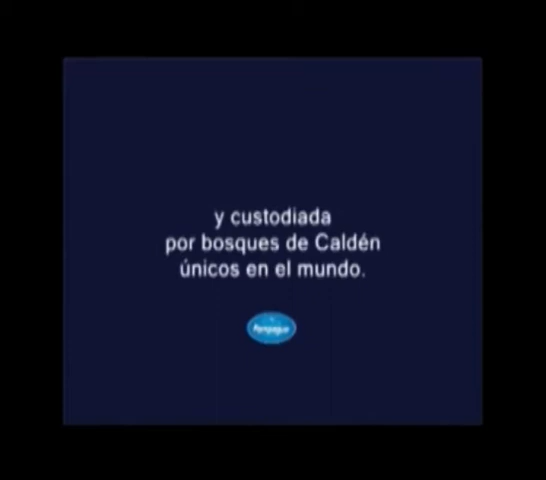 y custodiada
por bosques de Caldén
únicos en el mundo.